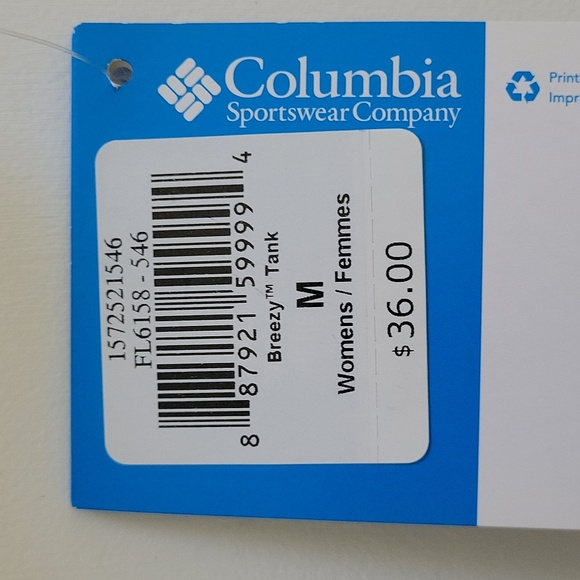 Columbia
Sportswear Company
1572521546
FL6158 - 546
8 87921 59999 4
Breezy™ Tank
M
Womens / Femmes
$36.00
Print
Impr